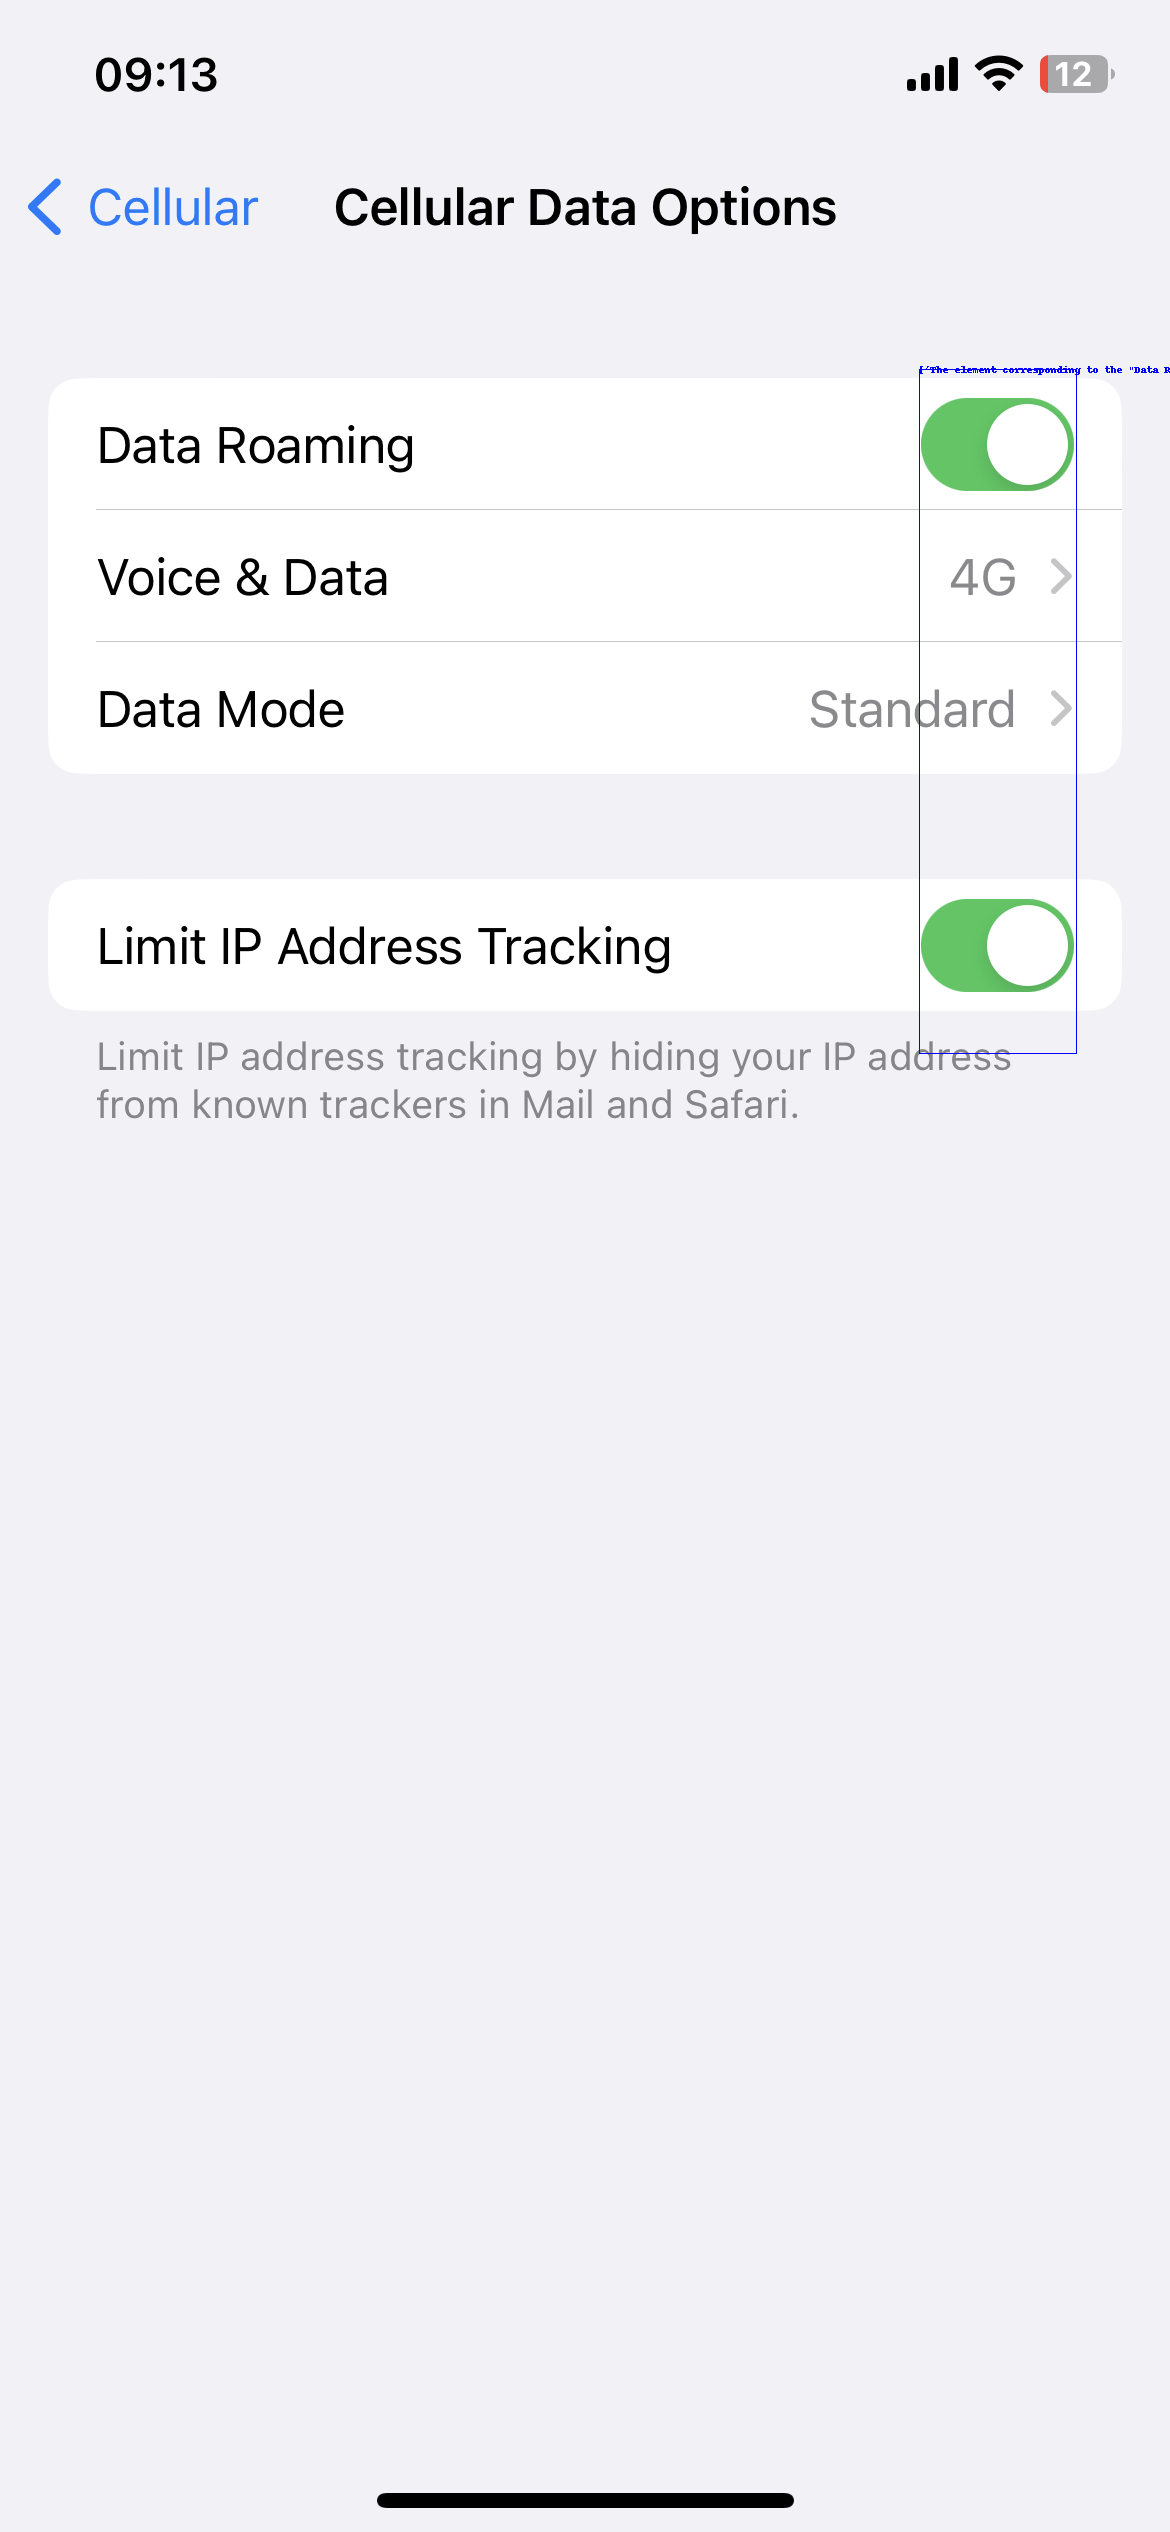 09:13
12
Cellular
Cellular Data Options
['The element corresponding to the "Data R
Data Roaming
Voice & Data 4G
Data Mode Standard
Limit IP Address Tracking
Limit IP address tracking by hiding your IP address
from known trackers in Mail and Safari.